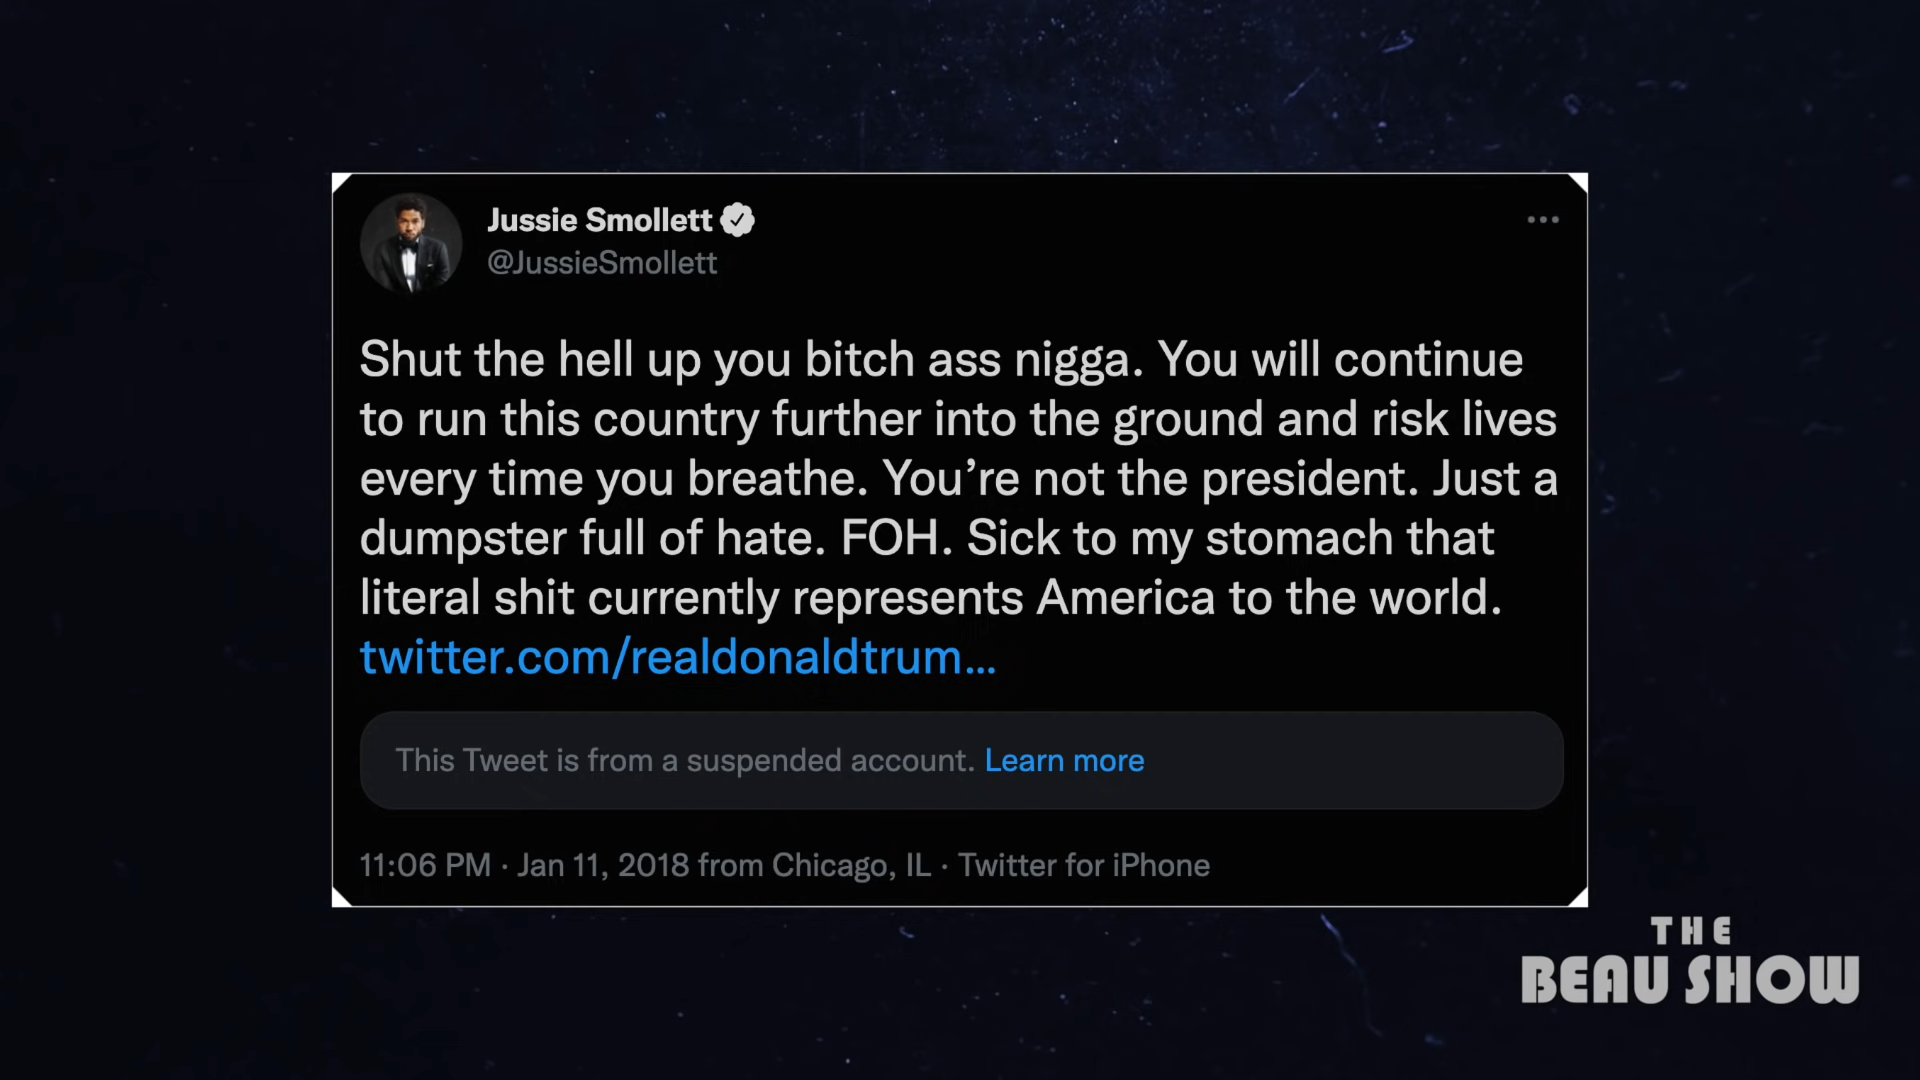 Jussie Smollett
@JussieSmollett
Shut the hell up you bitch ass nigga. You will continue
to run this country further into the ground and risk lives
every time you breathe. You’re not the president. Just a
dumpster full of hate. FOH. Sick to my stomach that
literal shit currently represents America to the world.
twitter.com/realdonaldtrum…
This Tweet is from a suspended account. Learn more
11:06 PM · Jan 11, 2018 from Chicago, IL · Twitter for iPhone
THE
BEAU SHOW